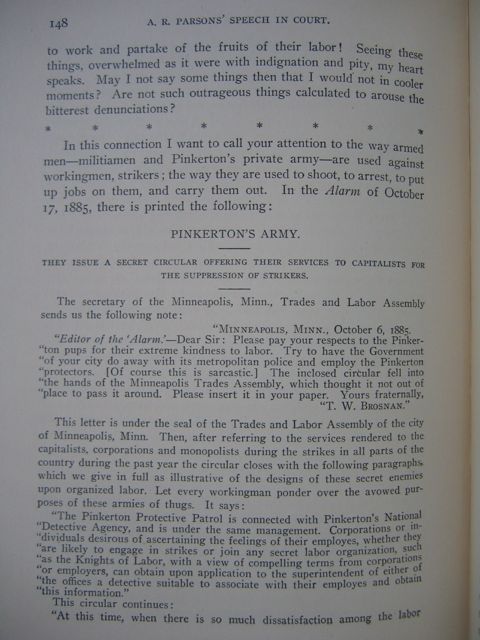 148 A. R. PARSONS' SPEECH IN COURT.
to work and partake of the fruits of their labor! Seeing these
things, overwhelmed as it were with indignation and pity, my heart
speaks. May I not say some things then that I would not in cooler
moments? Are not such outrageous things calculated to arouse the
bitterest denunciations?
* * * * * * *
In this connection I want to call your attention to the way armed
men—militiamen and Pinkerton's private army—are used against
workingmen, strikers; the way they are used to shoot, to arrest, to put
up jobs on them, and carry them out. In the Alarm of October
17, 1885, there is printed the following:
PINKERTON'S ARMY.
THEY ISSUE A SECRET CIRCULAR OFFERING THEIR SERVICES TO CAPITALISTS FOR
THE SUPPRESSION OF STRIKERS.
The secretary of the Minneapolis, Minn., Trades and Labor Assembly
sends us the following note:
"MINNEAPOLIS, MINN., October 6, 1885.
"Editor of the 'Alarm.'—Dear Sir: Please pay your respects to the Pinker-
"ton pups for their extreme kindness to labor. Try to have the Government
"of your city do away with its metropolitan police and employ the Pinkerton
"protectors. [Of course this is sarcastic.] The inclosed circular fell into
"the hands of the Minneapolis Trades Assembly, which thought it not out of
"place to pass it around. Please insert it in your paper. Yours fraternally,
"T. W. BROSNAN."
This letter is under the seal of the Trades and Labor Assembly of the city
of Minneapolis, Minn. Then, after referring to the services rendered to the
capitalists, corporations and monopolists during the strikes in all parts of the
country during the past year the circular closes with the following paragraphs,
which we give in full as illustrative of the designs of these secret enemies
upon organized labor. Let every workingman ponder over the avowed pur-
poses of these armies of thugs. It says:
"The Pinkerton Protective Patrol is connected with Pinkerton's National
"Detective Agency, and is under the same management. Corporations or in-
"dividuals desirous of ascertaining the feelings of their employes, whether they
"are likely to engage in strikes or join any secret labor organization, such
"as the Knights of Labor, with a view of compelling terms from corporations
"or employers, can obtain upon application to the superintendent of either of
"the offices a detective suitable to associate with their employes and obtain
"this information."
This circular continues:
"At this time, when there is so much dissatisfaction among the labor